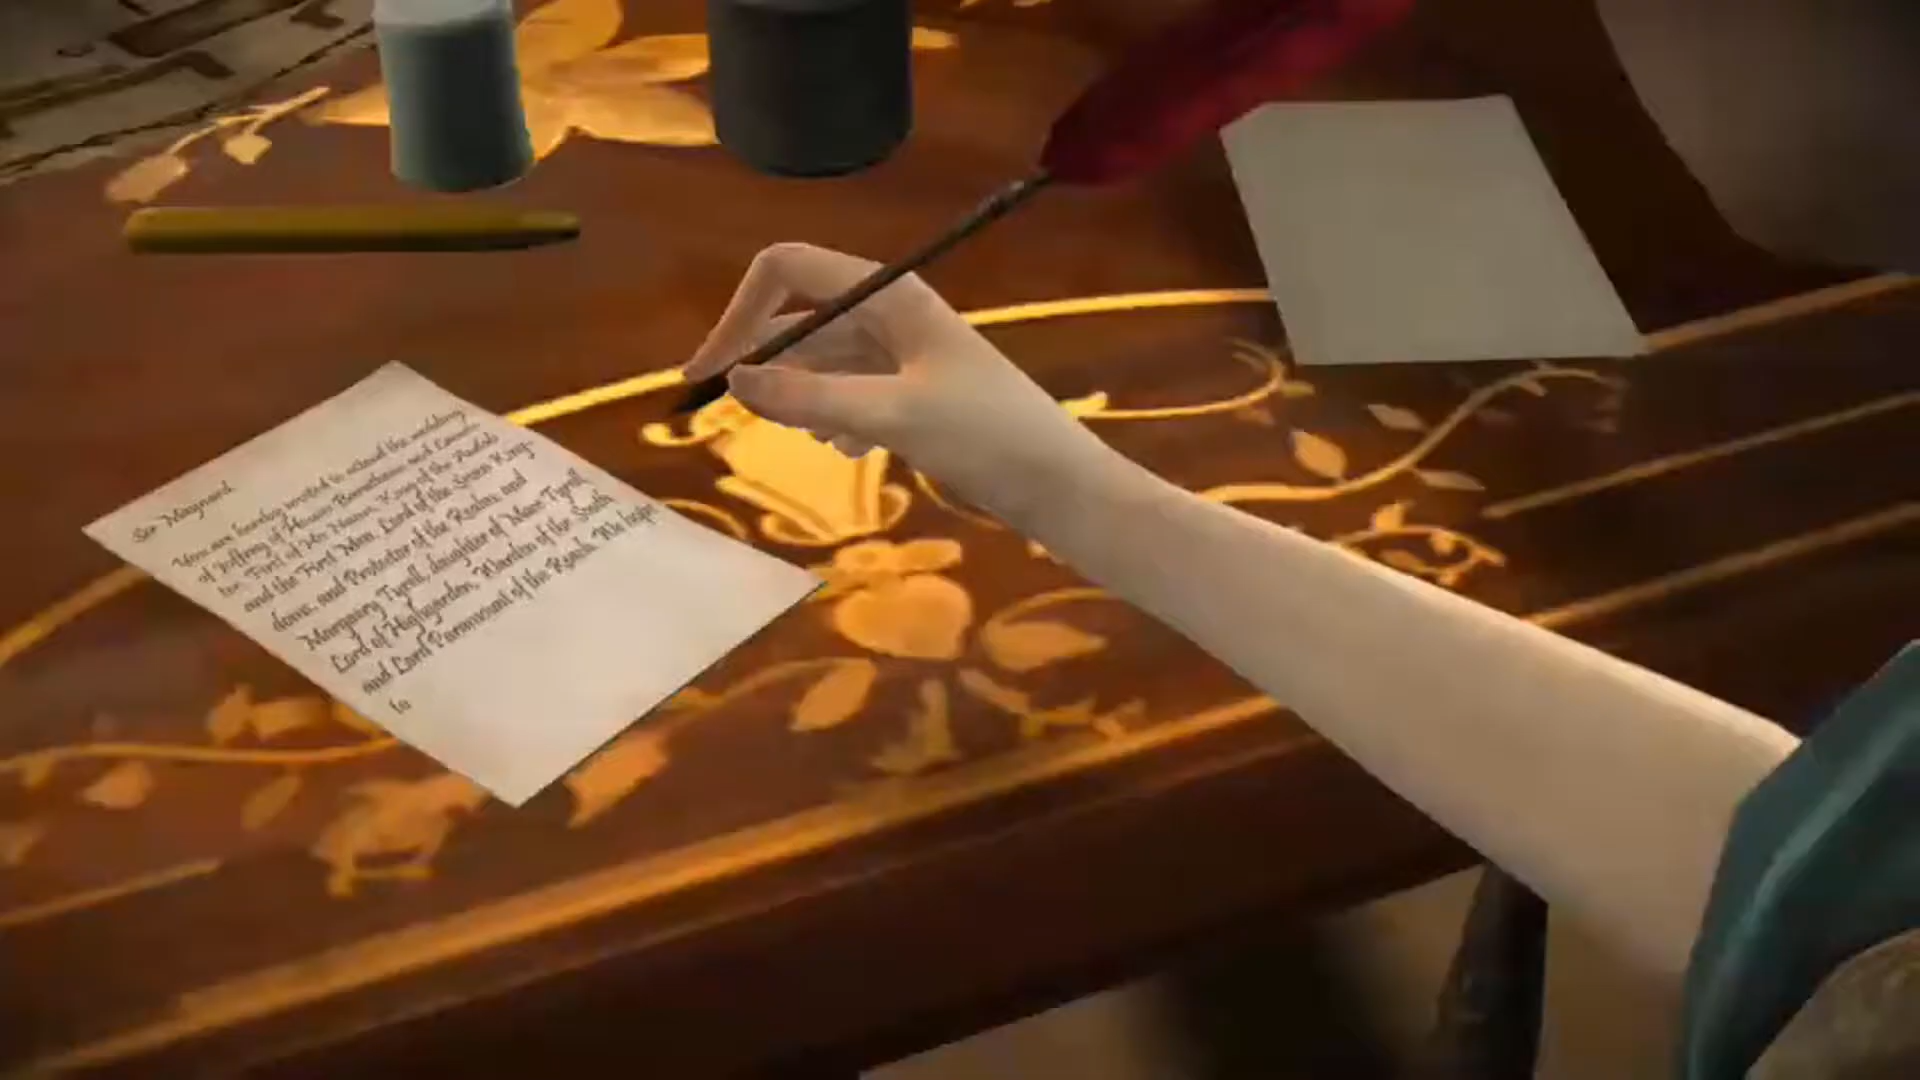 Ser Maynard
You are hereby invited to attend the wedding
of Joffrey of House Baratheon and Lannis-
ter, First of His Name, King of the Andals
and the First Men, Lord of the Seven King-
doms, and Protector of the Realm, and
Margaery Tyrell, daughter of Mace Tyrell,
Lord of Highgarden, Warden of the South
and Lord Paramount of the Reach. We hope
to